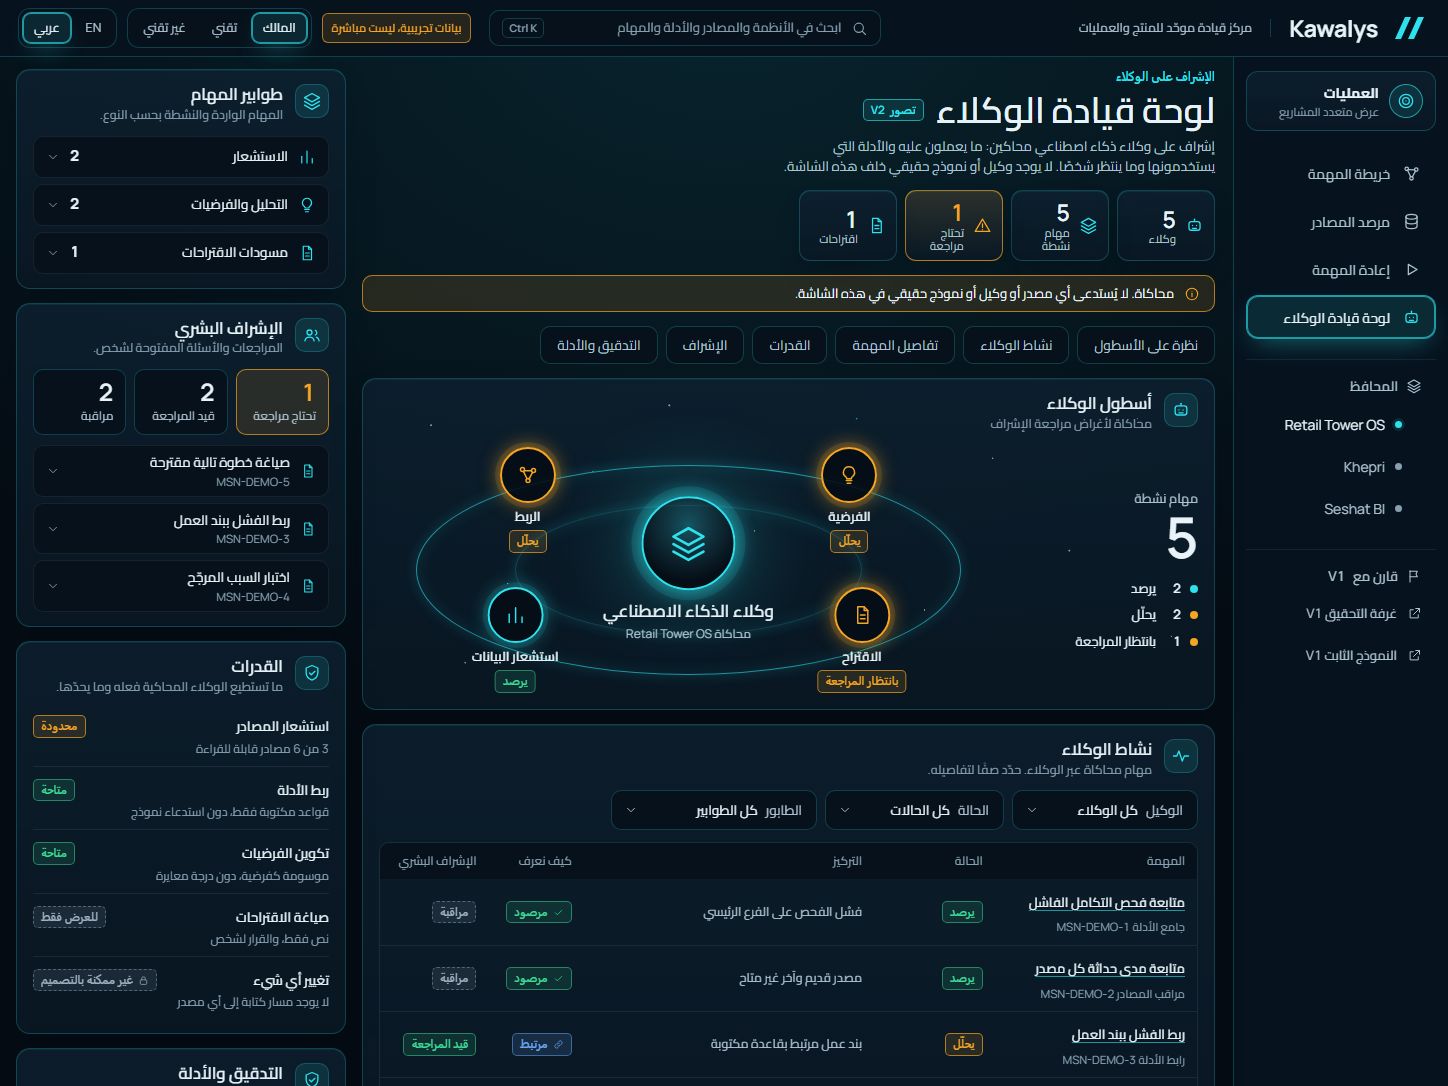 Kawalys
مركز قيادة موحّد للمنتج والعمليات
ابحث في الأنظمة والمصادر والأدلة والمهام
Ctrl K
بيانات تجريبية، ليست مباشرة
المالك
تقني
غير تقني
EN
عربي
العمليات
عرض متعدد المشاريع
خريطة المهمة
مرصد المصادر
إعادة المهمة
لوحة قيادة الوكلاء
المحافظ
Retail Tower OS
Khepri
Seshat BI
قارن مع V1
غرفة التحقيق V1
النموذج الثابت V1
الإشراف على الوكلاء
لوحة قيادة الوكلاء
تصور V2
إشراف على وكلاء ذكاء اصطناعي محاكين: ما يعملون عليه والأدلة التي
يستخدمونها وما ينتظر شخصًا. لا يوجد وكيل أو نموذج حقيقي خلف هذه الشاشة.
5
وكلاء
5
مهام
نشطة
1
تحتاج
مراجعة
1
اقتراحات
محاكاة. لا يُستدعى أي مصدر أو وكيل أو نموذج حقيقي في هذه الشاشة.
نظرة على الأسطول
نشاط الوكلاء
تفاصيل المهمة
القدرات
الإشراف
التدقيق والأدلة
أسطول الوكلاء
محاكاة لأغراض مراجعة الإشراف
مهام نشطة
5
2 يرصد
2 يحلّل
1 بانتظار المراجعة
الفرضية
يحلّل
الربط
يحلّل
وكلاء الذكاء الاصطناعي
محاكاة Retail Tower OS
الاقتراح
بانتظار المراجعة
استشعار البيانات
يرصد
نشاط الوكلاء
مهام محاكاة عبر الوكلاء. حدّد صفًا لتفاصيله.
الوكيل كل الوكلاء
الحالة كل الحالات
الطابور كل الطوابير
المهمة
الحالة
التركيز
كيف نعرف
الإشراف البشري
متابعة فحص التكامل الفاشل
جامع الأدلة MSN-DEMO-1
يرصد
فشل الفحص على الفرع الرئيسي
مرصود
مراقبة
متابعة مدى حداثة كل مصدر
مراقب المصادر MSN-DEMO-2
يرصد
مصدر قديم وآخر غير متاح
مرصود
مراقبة
ربط الفشل ببند العمل
رابط الأدلة MSN-DEMO-3
يحلّل
بند عمل مرتبط بقاعدة مكتوبة
مرتبط
قيد المراجعة
طوابير المهام
المهام الواردة والنشطة بحسب النوع.
الاستشعار 2
التحليل والفرضيات 2
مسودات الاقتراحات 1
الإشراف البشري
المراجعات والأسئلة المفتوحة لشخص.
1
تحتاج مراجعة
2
قيد المراجعة
2
مراقبة
صياغة خطوة تالية مقترحة
MSN-DEMO-5
ربط الفشل ببند العمل
MSN-DEMO-3
اختبار السبب المرجّح
MSN-DEMO-4
القدرات
ما تستطيع الوكلاء المحاكية فعله وما يحدّها.
استشعار المصادر
محدودة
3 من 6 مصادر قابلة للقراءة
ربط الأدلة
متاحة
قواعد مكتوبة فقط، دون استدعاء نموذج
تكوين الفرضيات
متاحة
موسومة كفرضية، دون درجة معايرة
صياغة الاقتراحات
للعرض فقط
نص فقط، والقرار لشخص
تغيير أي شيء
غير ممكنة بالتصميم
لا يوجد مسار كتابة إلى أي مصدر
التدقيق والأدلة